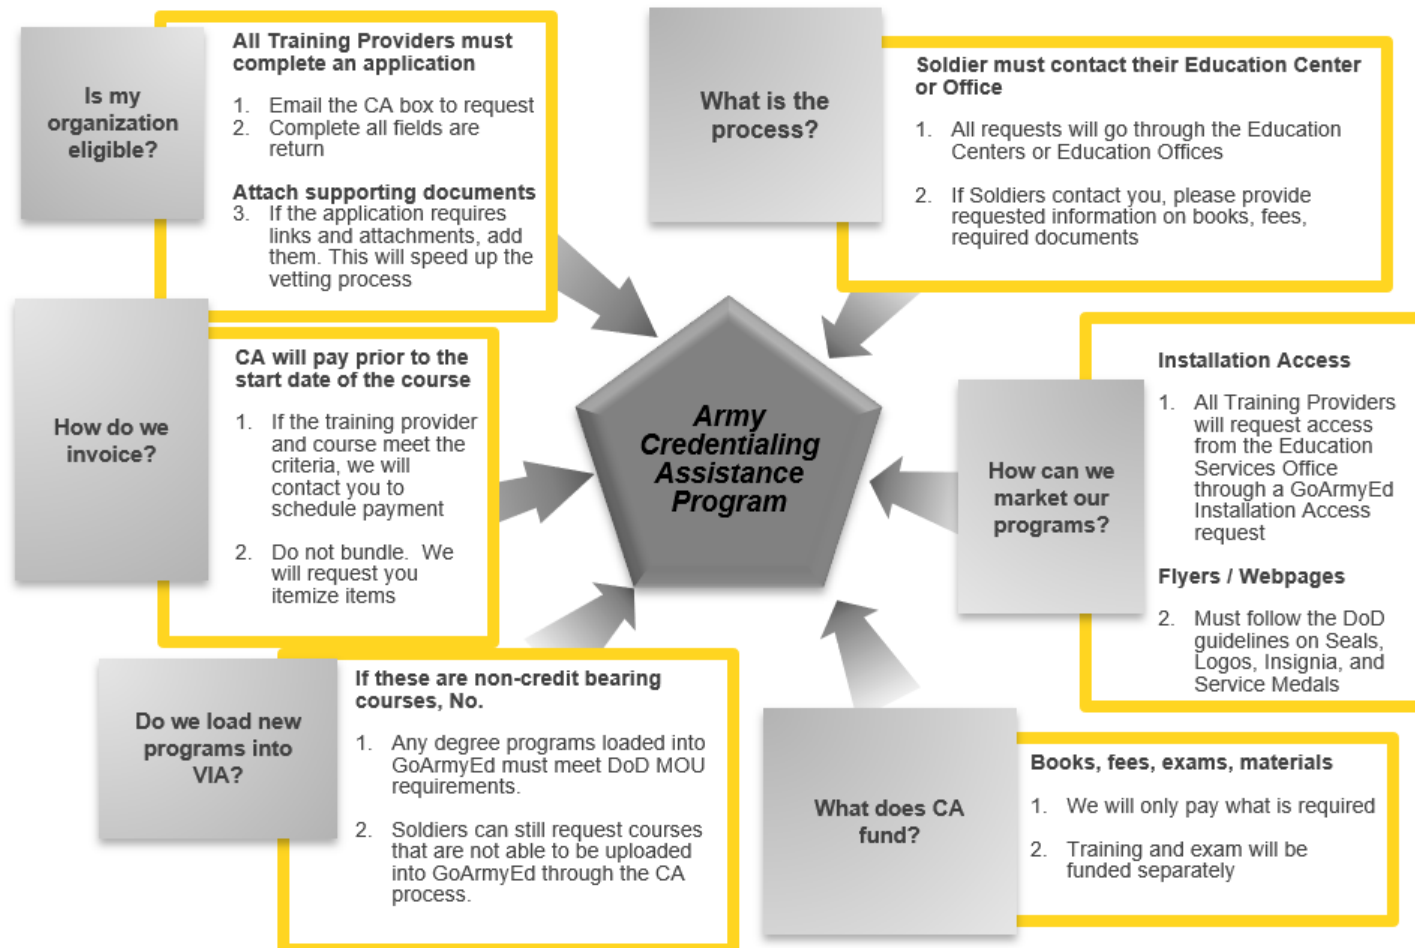 Is my
organization
eligible?
All Training Providers must
complete an application
1. Email the CA box to request
2. Complete all fields are
return
Attach supporting documents
3. If the application requires
links and attachments, add
them. This will speed up the
vetting process
What is the
process?
Soldier must contact their Education Center
or Office
1. All requests will go through the Education
Centers or Education Offices
2. If Soldiers contact you, please provide
requested information on books, fees,
required documents
How do we
invoice?
CA will pay prior to the
start date of the course
1. If the training provider
and course meet the
criteria, we will
contact you to
schedule payment
2. Do not bundle. We
will request you
itemize items
Army
Credentialing
Assistance
Program
How can we
market our
programs?
Installation Access
1. All Training Providers
will request access
from the Education
Services Office
through a GoArmyEd
Installation Access
request
Flyers / Webpages
2. Must follow the DoD
guidelines on Seals,
Logos, Insignia, and
Service Medals
Do we load new
programs into
VIA?
If these are non-credit bearing
courses, No.
1. Any degree programs loaded into
GoArmyEd must meet DoD MOU
requirements.
2. Soldiers can still request courses
that are not able to be uploaded
into GoArmyEd through the CA
process.
What does CA
fund?
Books, fees, exams, materials
1. We will only pay what is required
2. Training and exam will be
funded separately